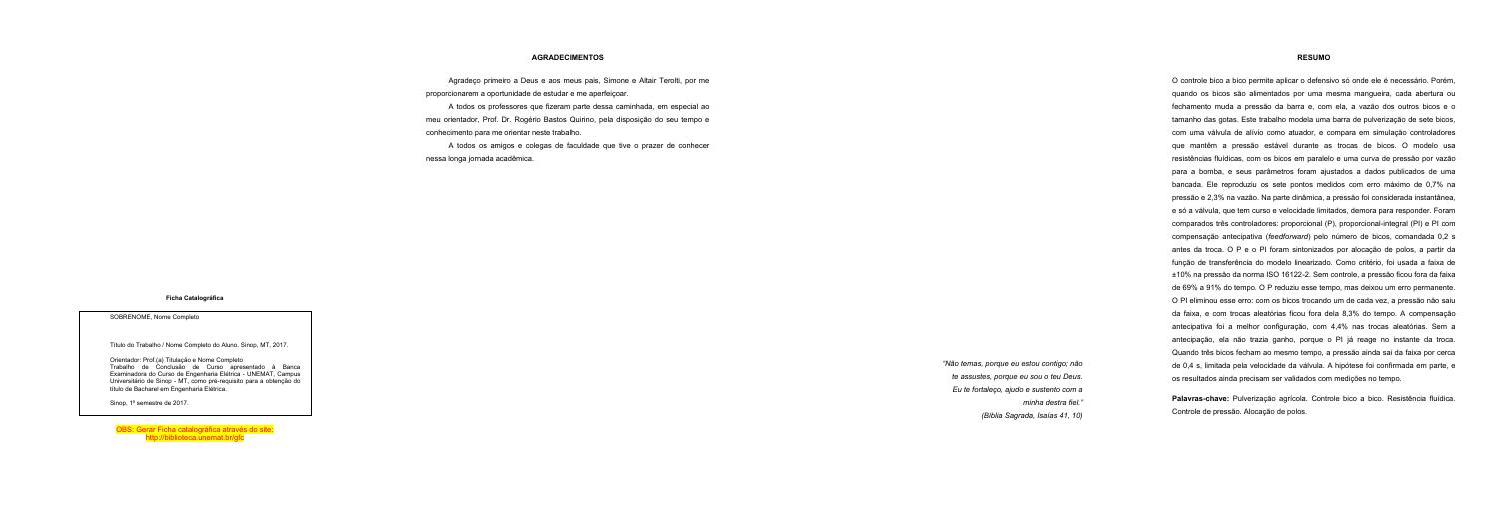 Ficha Catalográfica
SOBRENOME, Nome Completo
Título do Trabalho / Nome Completo do Aluno. Sinop, MT, 2017.
Orientador: Prof.(a) Titulação e Nome Completo
Trabalho de Conclusão de Curso apresentado à Banca
Examinadora do Curso de Engenharia Elétrica - UNEMAT, Campus
Universitário de Sinop - MT, como pré-requisito para a obtenção do
título de Bacharel em Engenharia Elétrica.
Sinop, 1º semestre de 2017.
OBS: Gerar Ficha catalográfica através do site:
http://biblioteca.unemat.br/gfc
AGRADECIMENTOS
Agradeço primeiro a Deus e aos meus pais, Simone e Altair Terolti, por me
proporcionarem a oportunidade de estudar e me aperfeiçoar.
A todos os professores que fizeram parte dessa caminhada, em especial ao
meu orientador, Prof. Dr. Rogério Bastos Quirino, pela disposição do seu tempo e
conhecimento para me orientar neste trabalho.
A todos os amigos e colegas de faculdade que tive o prazer de conhecer
nessa longa jornada acadêmica.
"Não temas, porque eu estou contigo; não
te assustes, porque eu sou o teu Deus.
Eu te fortaleço, ajudo e sustento com a
minha destra fiel."
(Bíblia Sagrada, Isaías 41, 10)
RESUMO
O controle bico a bico permite aplicar o defensivo só onde ele é necessário. Porém,
quando os bicos são alimentados por uma mesma mangueira, cada abertura ou
fechamento muda a pressão da barra e, com ela, a vazão dos outros bicos e o
tamanho das gotas. Este trabalho modela uma barra de pulverização de sete bicos,
com uma válvula de alívio como atuador, e compara em simulação controladores
que mantêm a pressão estável durante as trocas de bicos. O modelo usa
resistências fluídicas, com os bicos em paralelo e uma curva de pressão por vazão
para a bomba, e seus parâmetros foram ajustados a dados publicados de uma
bancada. Ele reproduziu os sete pontos medidos com erro máximo de 0,7% na
pressão e 2,3% na vazão. Na parte dinâmica, a pressão foi considerada instantânea,
e só a válvula, que tem curso e velocidade limitados, demora para responder. Foram
comparados três controladores: proporcional (P), proporcional-integral (PI) e PI com
compensação antecipativa (feedforward) pelo número de bicos, comandada 0,2 s
antes da troca. O P e o PI foram sintonizados por alocação de polos, a partir da
função de transferência do modelo linearizado. Como critério, foi usada a faixa de
±10% na pressão da norma ISO 16122-2. Sem controle, a pressão ficou fora da faixa
de 69% a 91% do tempo. O P reduziu esse tempo, mas deixou um erro permanente.
O PI eliminou esse erro: com os bicos trocando um de cada vez, a pressão não saiu
da faixa, e com trocas aleatórias ficou fora dela 8,3% do tempo. A compensação
antecipativa foi a melhor configuração, com 4,4% nas trocas aleatórias. Sem a
antecipação, ela não trazia ganho, porque o PI já reage no instante da troca.
Quando três bicos fecham ao mesmo tempo, a pressão ainda sai da faixa por cerca
de 0,4 s, limitada pela velocidade da válvula. A hipótese foi confirmada em parte, e
os resultados ainda precisam ser validados com medições no tempo.
Palavras-chave: Pulverização agrícola. Controle bico a bico. Resistência fluídica.
Controle de pressão. Alocação de polos.